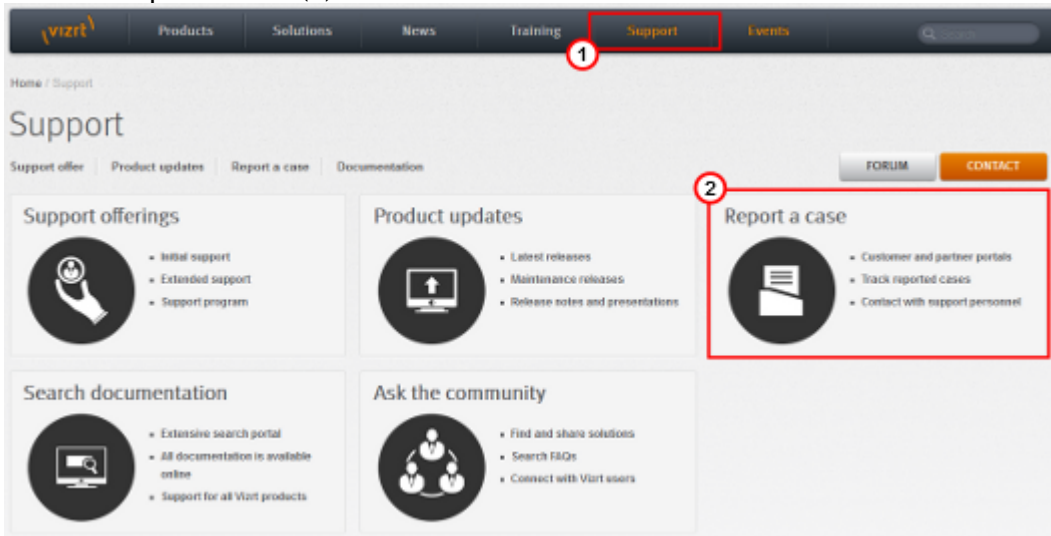 vizrt Products Solutions News Training Support Events Search
1
Home / Support
Support
Support offer Product updates Report a case Documentation
FORUM CONTACT
2
Support offerings
Initial support
Extended support
Support program
Product updates
Latest releases
Maintenance releases
Release notes and presentations
Report a case
Customer and partner portals
Track reported cases
Contact with support personnel
Search documentation
Extensive search portal
All documentation is available
online
Support for all Vizrt products
Ask the community
Find and share solutions
Search FAQs
Connect with Vizrt users